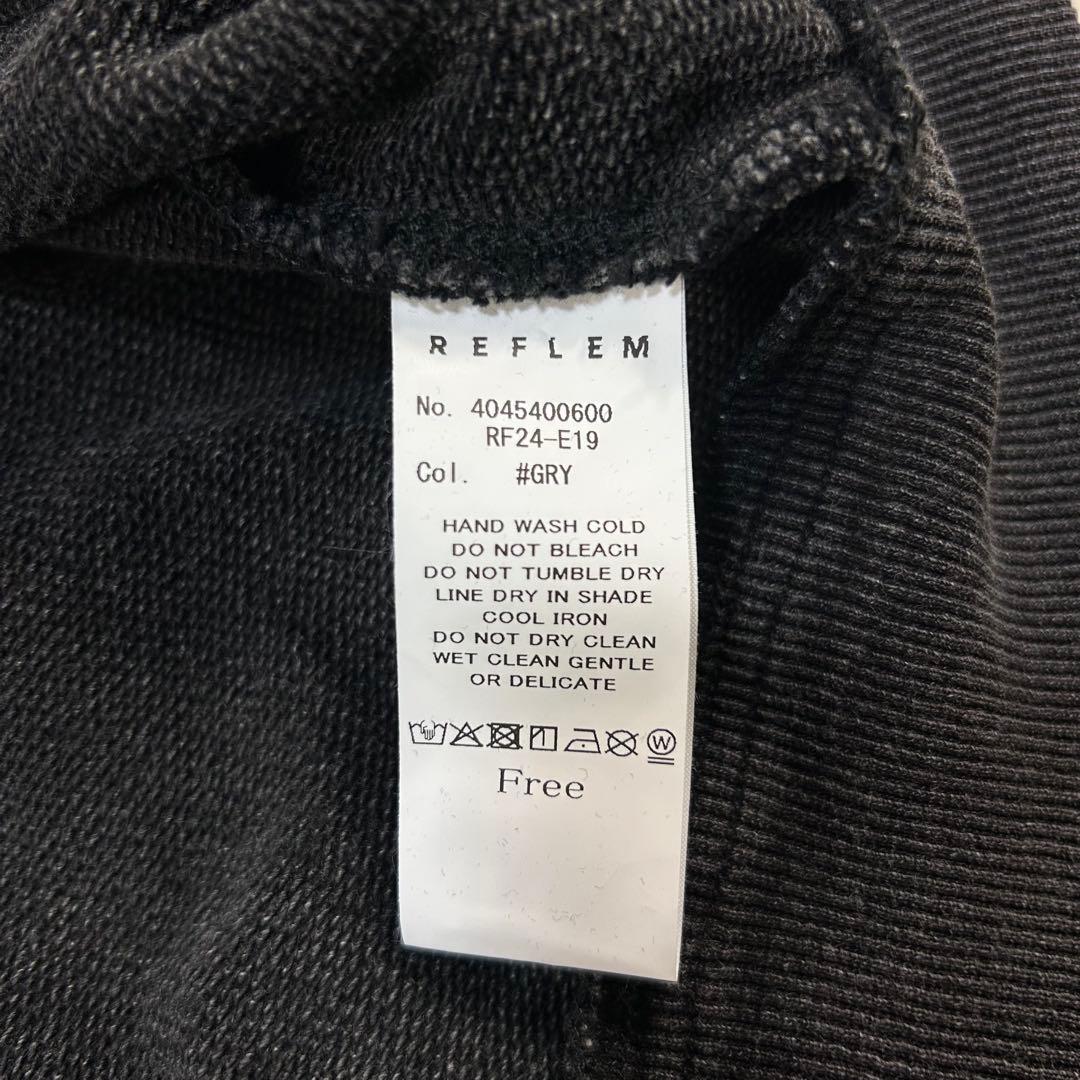 REFLEM
No. 4045400600
RF24-E19
Col. #GRY
HAND WASH COLD
DO NOT BLEACH
DO NOT TUMBLE DRY
LINE DRY IN SHADE
COOL IRON
DO NOT DRY CLEAN
WET CLEAN GENTLE
OR DELICATE
W
Free